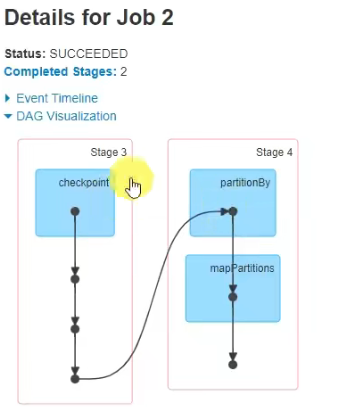 Details for Job 2
Status: SUCCEEDED
Completed Stages: 2
Event Timeline
DAG Visualization
Stage 3
Stage 4
checkpoint
partitionBy
mapPartitions